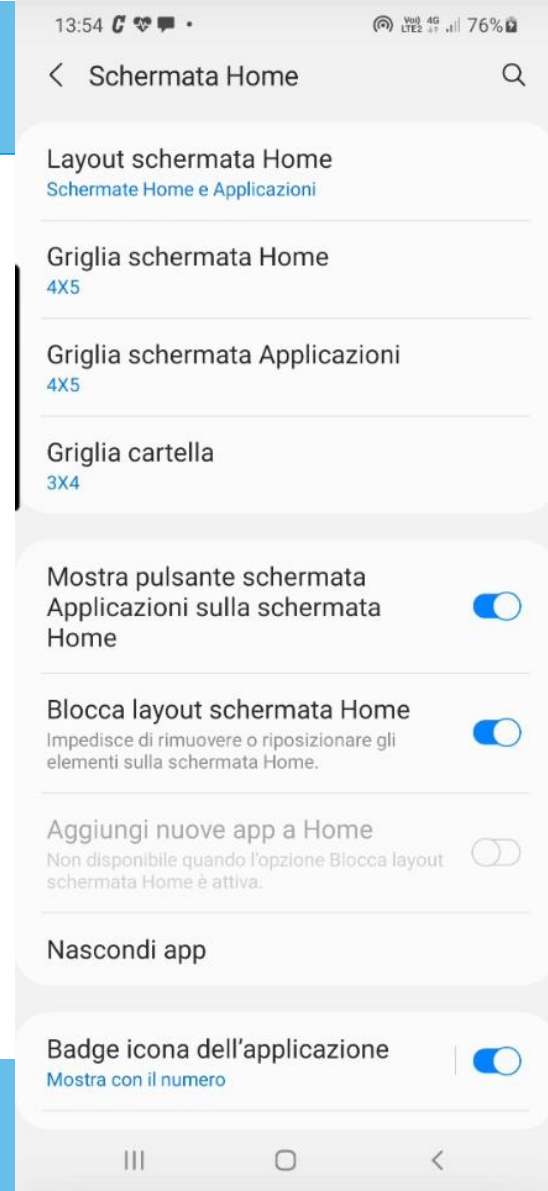 13:54
Voo) 4G 76%
LTE2
Schermata Home
Layout schermata Home
Schermate Home e Applicazioni
Griglia schermata Home
4X5
Griglia schermata Applicazioni
4X5
Griglia cartella
3X4
Mostra pulsante schermata
Applicazioni sulla schermata
Home
Blocca layout schermata Home
Impedisce di rimuovere o riposizionare gli
elementi sulla schermata Home.
Aggiungi nuove app a Home
Non disponibile quando l'opzione Blocca layout
schermata Home è attiva.
Nascondi app
Badge icona dell'applicazione
Mostra con il numero